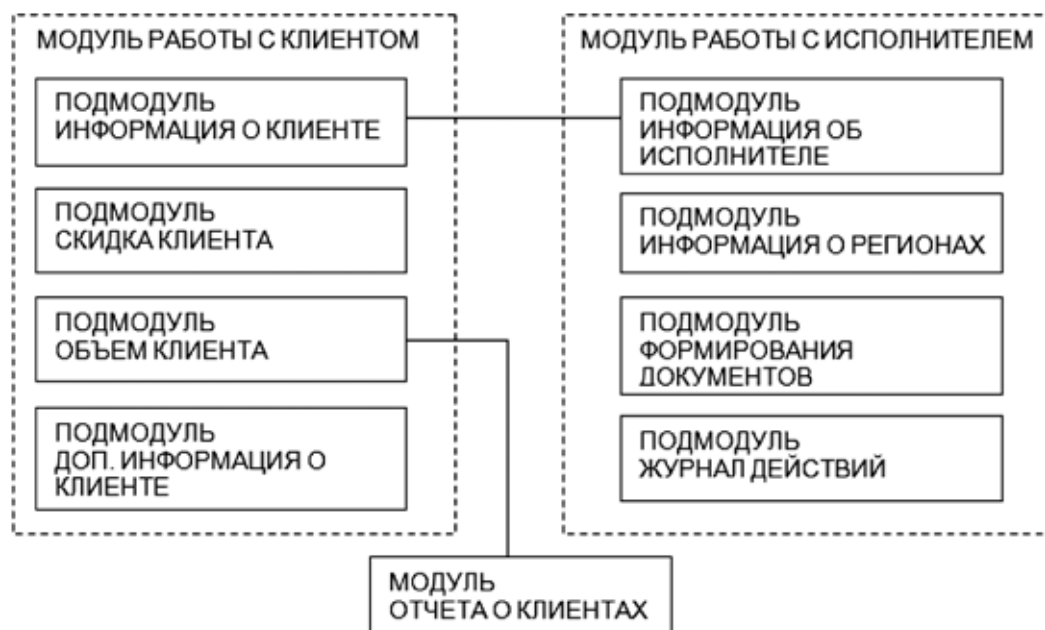 МОДУЛЬ РАБОТЫ С КЛИЕНТОМ
ПОДМОДУЛЬ
ИНФОРМАЦИЯ О КЛИЕНТЕ
ПОДМОДУЛЬ
СКИДКА КЛИЕНТА
ПОДМОДУЛЬ
ОБЪЕМ КЛИЕНТА
ПОДМОДУЛЬ
ДОП. ИНФОРМАЦИЯ О
КЛИЕНТЕ
МОДУЛЬ РАБОТЫ С ИСПОЛНИТЕЛЕМ
ПОДМОДУЛЬ
ИНФОРМАЦИЯ ОБ
ИСПОЛНИТЕЛЕ
ПОДМОДУЛЬ
ИНФОРМАЦИЯ О РЕГИОНАХ
ПОДМОДУЛЬ
ФОРМИРОВАНИЯ
ДОКУМЕНТОВ
ПОДМОДУЛЬ
ЖУРНАЛ ДЕЙСТВИЙ
МОДУЛЬ
ОТЧЕТА О КЛИЕНТАХ